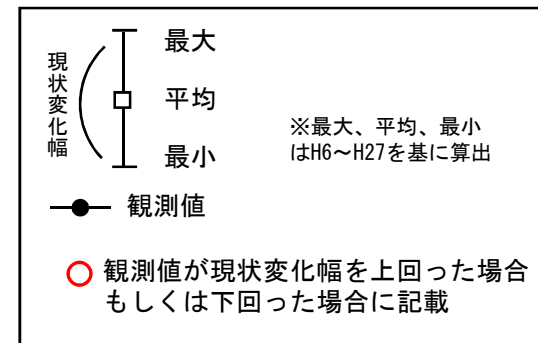 現状変化幅
最大
平均
最小
※最大、平均、最小
はH6～H27を基に算出
観測値
観測値が現状変化幅を上回った場合
もしくは下回った場合に記載